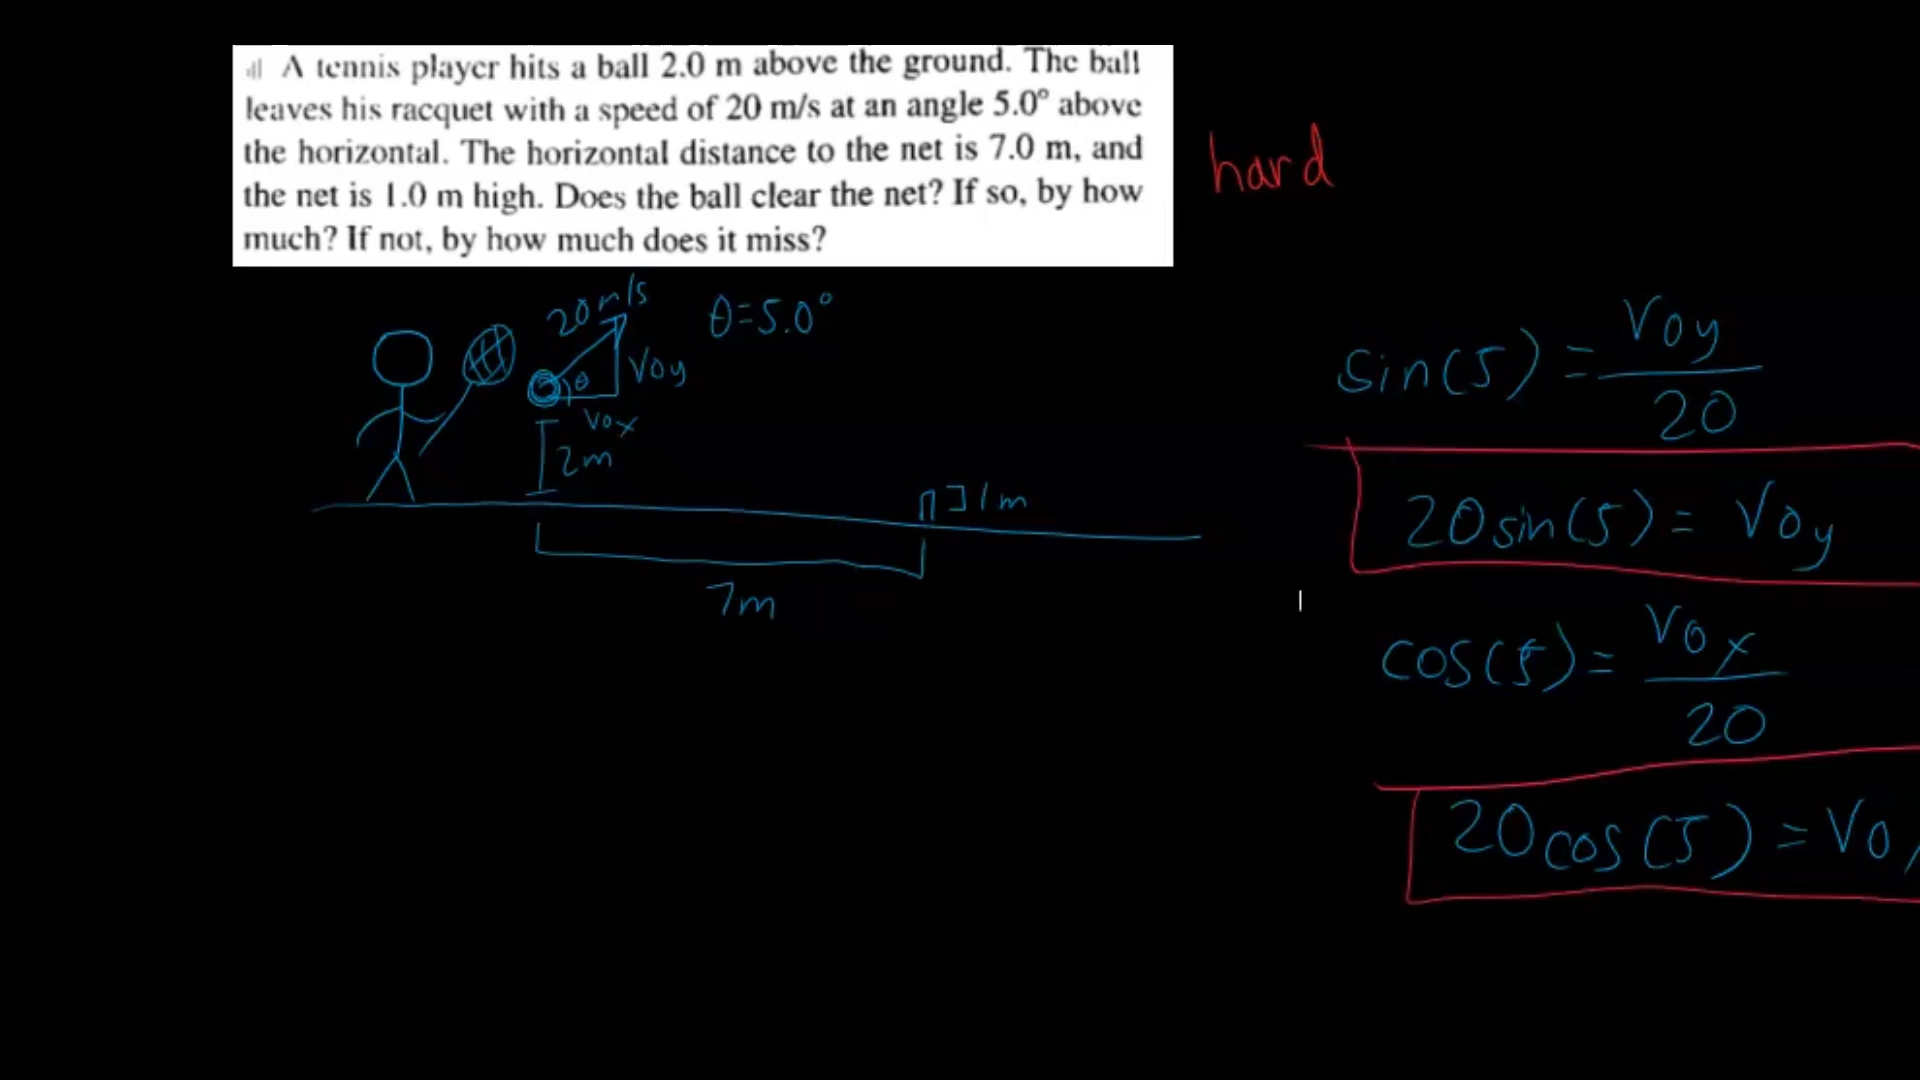 A tennis player hits a ball 2.0 m above the ground. The ball
leaves his racquet with a speed of 20 m/s at an angle 5.0° above
the horizontal. The horizontal distance to the net is 7.0 m, and
the net is 1.0 m high. Does the ball clear the net? If so, by how
much? If not, by how much does it miss?
hard
20 m/s
θ=5.0°
θ
Voy
Vox
2m
1m
7m
sin(5) = Voy/20
20sin(5) = Voy
cos(5) = Vox/20
20cos(5) = Vo